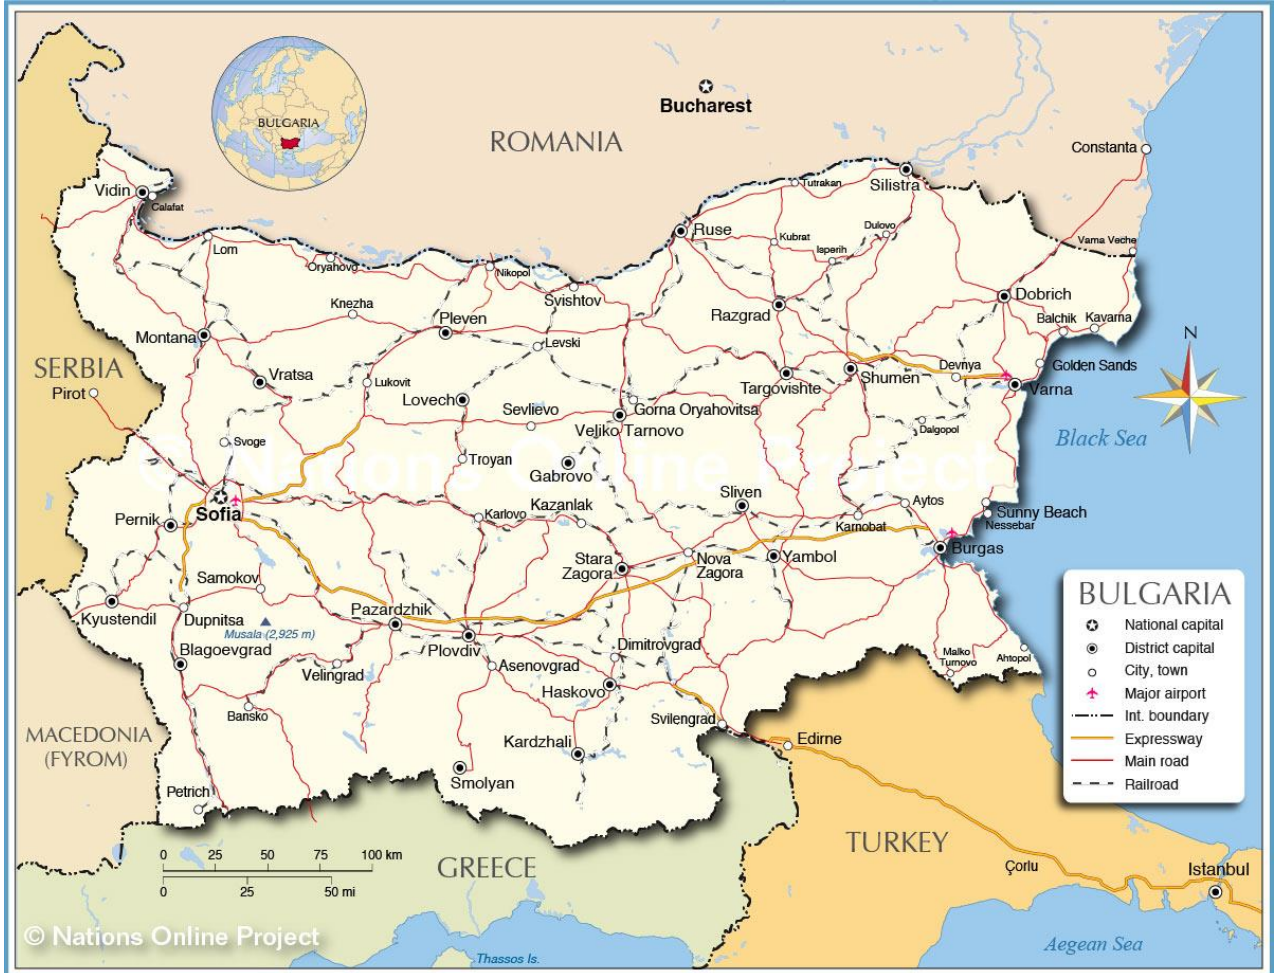 BULGARIA
Bucharest
ROMANIA
Constanta
Vidin
Calafat
Tutrakan
Silistra
Lom
Ruse
Kubrat
Dulovo
Isperih
Vama Veche
Oryahovo
Nikopol
Svishtov
Knezha
Pleven
Razgrad
Dobrich
Balchik
Kavarna
Montana
Levski
SERBIA
Pirot
Vratsa
Lukovit
Lovech
Sevlievo
Gorna Oryahovitsa
Veliko Tarnovo
Targovishte
Shumen
Devnya
Golden Sands
Varna
N
Svoge
Troyan
Gabrovo
Dalgopol
Black Sea
© Nations Online Project
Sofia
Pernik
Karlovo
Kazanlak
Sliven
Karnobat
Aytos
Sunny Beach
Nessebar
Burgas
Stara
Zagora
Nova
Zagora
Yambol
Samokov
Kyustendil
Dupnitsa
Musala (2,925 m)
Pazardzhik
Plovdiv
Blagoevgrad
Velingrad
Asenovgrad
Dimitrovgrad
Haskovo
Malko
Turnovo
Ahtopol
Bansko
Svilengrad
Edirne
MACEDONIA
(FYROM)
Kardzhali
Smolyan
Petrich
BULGARIA
National capital
District capital
City, town
Major airport
Int. boundary
Expressway
Main road
Railroad
0 25 50 75 100 km
0 25 50 mi
GREECE
TURKEY
Çorlu
Istanbul
© Nations Online Project
Thassos Is.
Aegean Sea